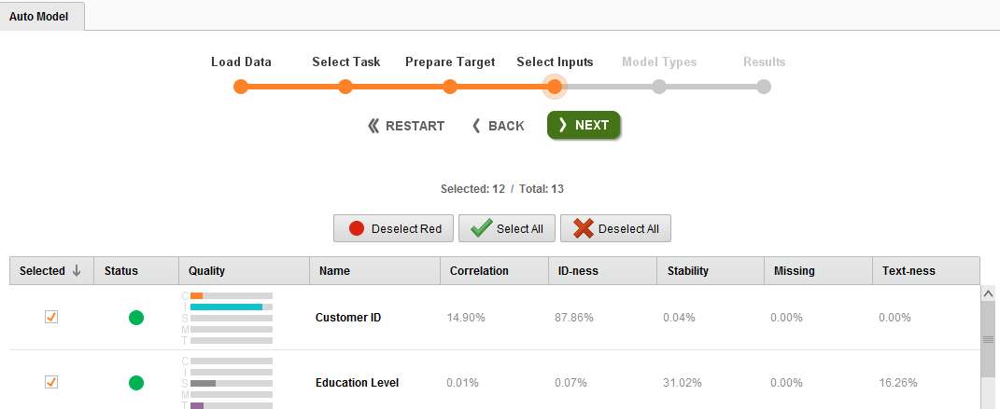 Auto Model
Load Data Select Task Prepare Target Select Inputs Model Types Results
RESTART BACK NEXT
Selected: 12 / Total: 13
Deselect Red Select All Deselect All
Selected Status Quality Name Correlation ID-ness Stability Missing Text-ness
C
I
S
M
T
Customer ID 14.90% 87.86% 0.04% 0.00% 0.00%
C
I
S
M
T
Education Level 0.01% 0.07% 31.02% 0.00% 16.26%